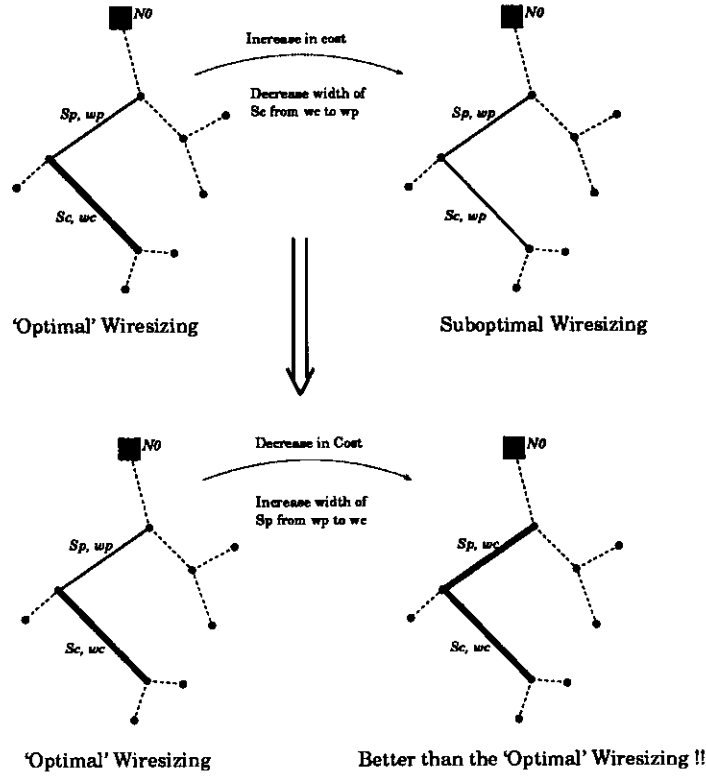 N0
Increase in cost
N0
Decrease width of
Sc from wc to wp
Sp, wp
Sp, wp
Sc, wc
Sc, wp
'Optimal' Wiresizing
Suboptimal Wiresizing
N0
Decrease in Cost
N0
Increase width of
Sp from wp to wc
Sp, wp
Sp, wc
Sc, wc
Sc, wc
'Optimal' Wiresizing
Better than the 'Optimal' Wiresizing !!